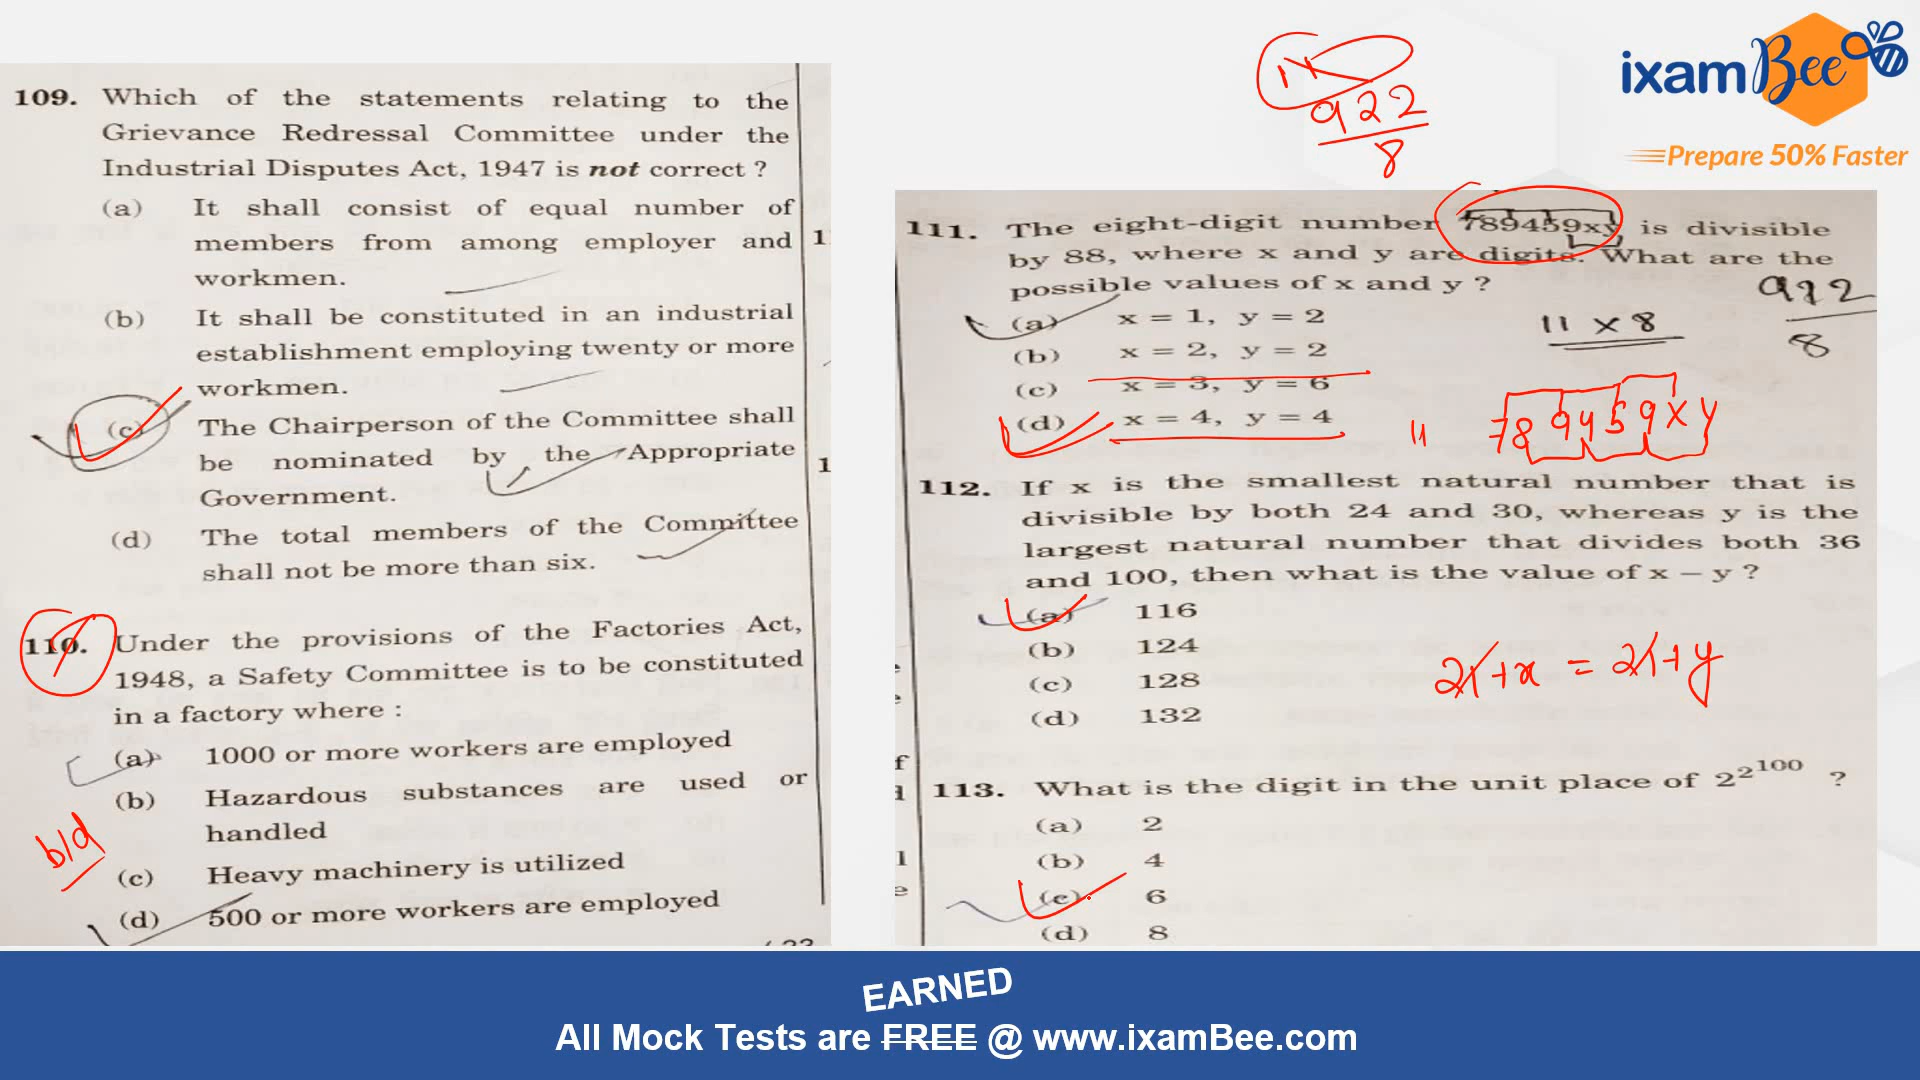 109. Which of the statements relating to the
Grievance Redressal Committee under the
Industrial Disputes Act, 1947 is not correct ?
(a) It shall consist of equal number of
members from among employer and
workmen.
(b) It shall be constituted in an industrial
establishment employing twenty or more
workmen.
(c) The Chairperson of the Committee shall
be nominated by the Appropriate
Government.
(d) The total members of the Committee
shall not be more than six.
110. Under the provisions of the Factories Act,
1948, a Safety Committee is to be constituted
in a factory where :
(a) 1000 or more workers are employed
(b) Hazardous substances are used or
handled
(c) Heavy machinery is utilized
(d) 500 or more workers are employed
b/d
922
8
ixamBee
Prepare 50% Faster
111. The eight-digit number 789459xy is divisible
by 88, where x and y are digits. What are the
possible values of x and y ?
(a) x = 1, y = 2
(b) x = 2, y = 2
(c) x = 3, y = 6
(d) x = 4, y = 4
11 x 8
912
8
11 789459xy
112. If x is the smallest natural number that is
divisible by both 24 and 30, whereas y is the
largest natural number that divides both 36
and 100, then what is the value of x – y ?
(a) 116
(b) 124
(c) 128
(d) 132
21+x = 21+y
113. What is the digit in the unit place of 2^2^100 ?
(a) 2
(b) 4
(c) 6
(d) 8
EARNED
All Mock Tests are FREE @ www.ixamBee.com